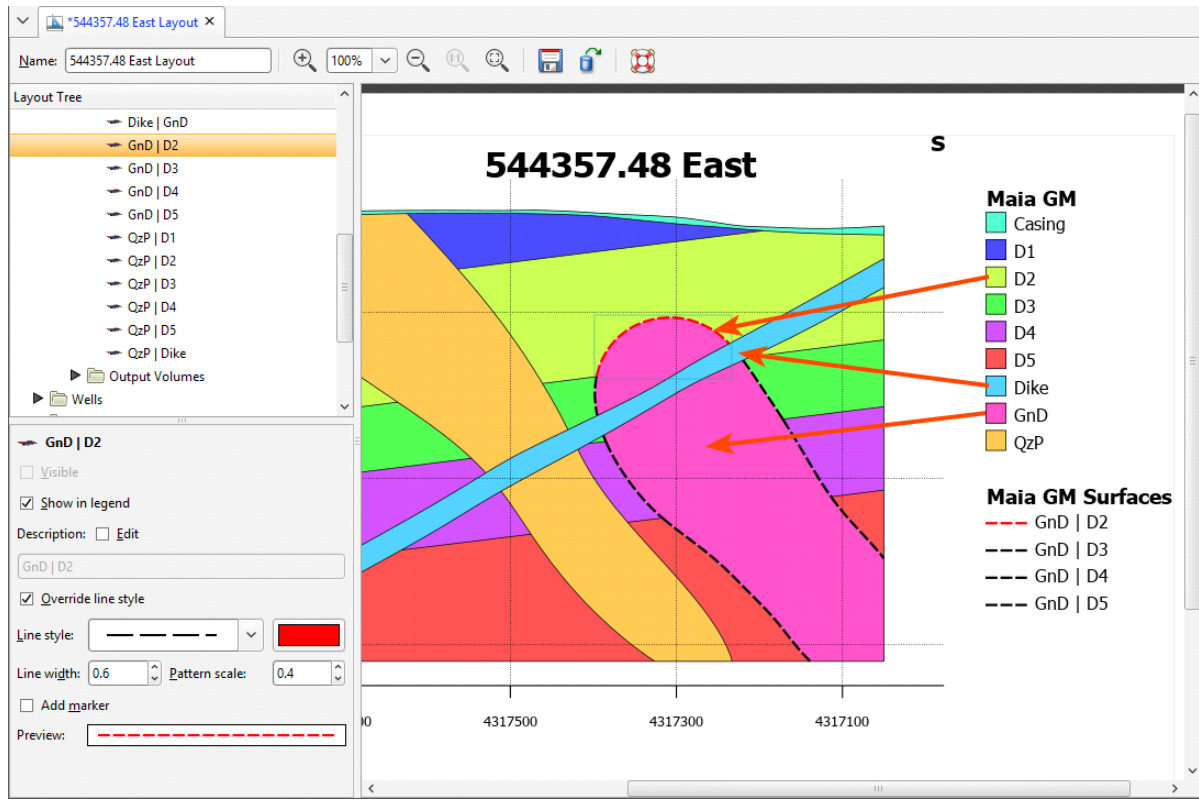 *544357.48 East Layout
Name: 544357.48 East Layout
100%
1:1
Layout Tree
Dike | GnD
GnD | D2
GnD | D3
GnD | D4
GnD | D5
QzP | D1
QzP | D2
QzP | D3
QzP | D4
QzP | D5
QzP | Dike
Output Volumes
Wells
GnD | D2
Visible
Show in legend
Description: Edit
GnD | D2
Override line style
Line style:
Line width: 0.6 Pattern scale: 0.4
Add marker
Preview:
S
544357.48 East
Maia GM
Casing
D1
D2
D3
D4
D5
Dike
GnD
QzP
Maia GM Surfaces
GnD | D2
GnD | D3
GnD | D4
GnD | D5
4317500 4317300 4317100